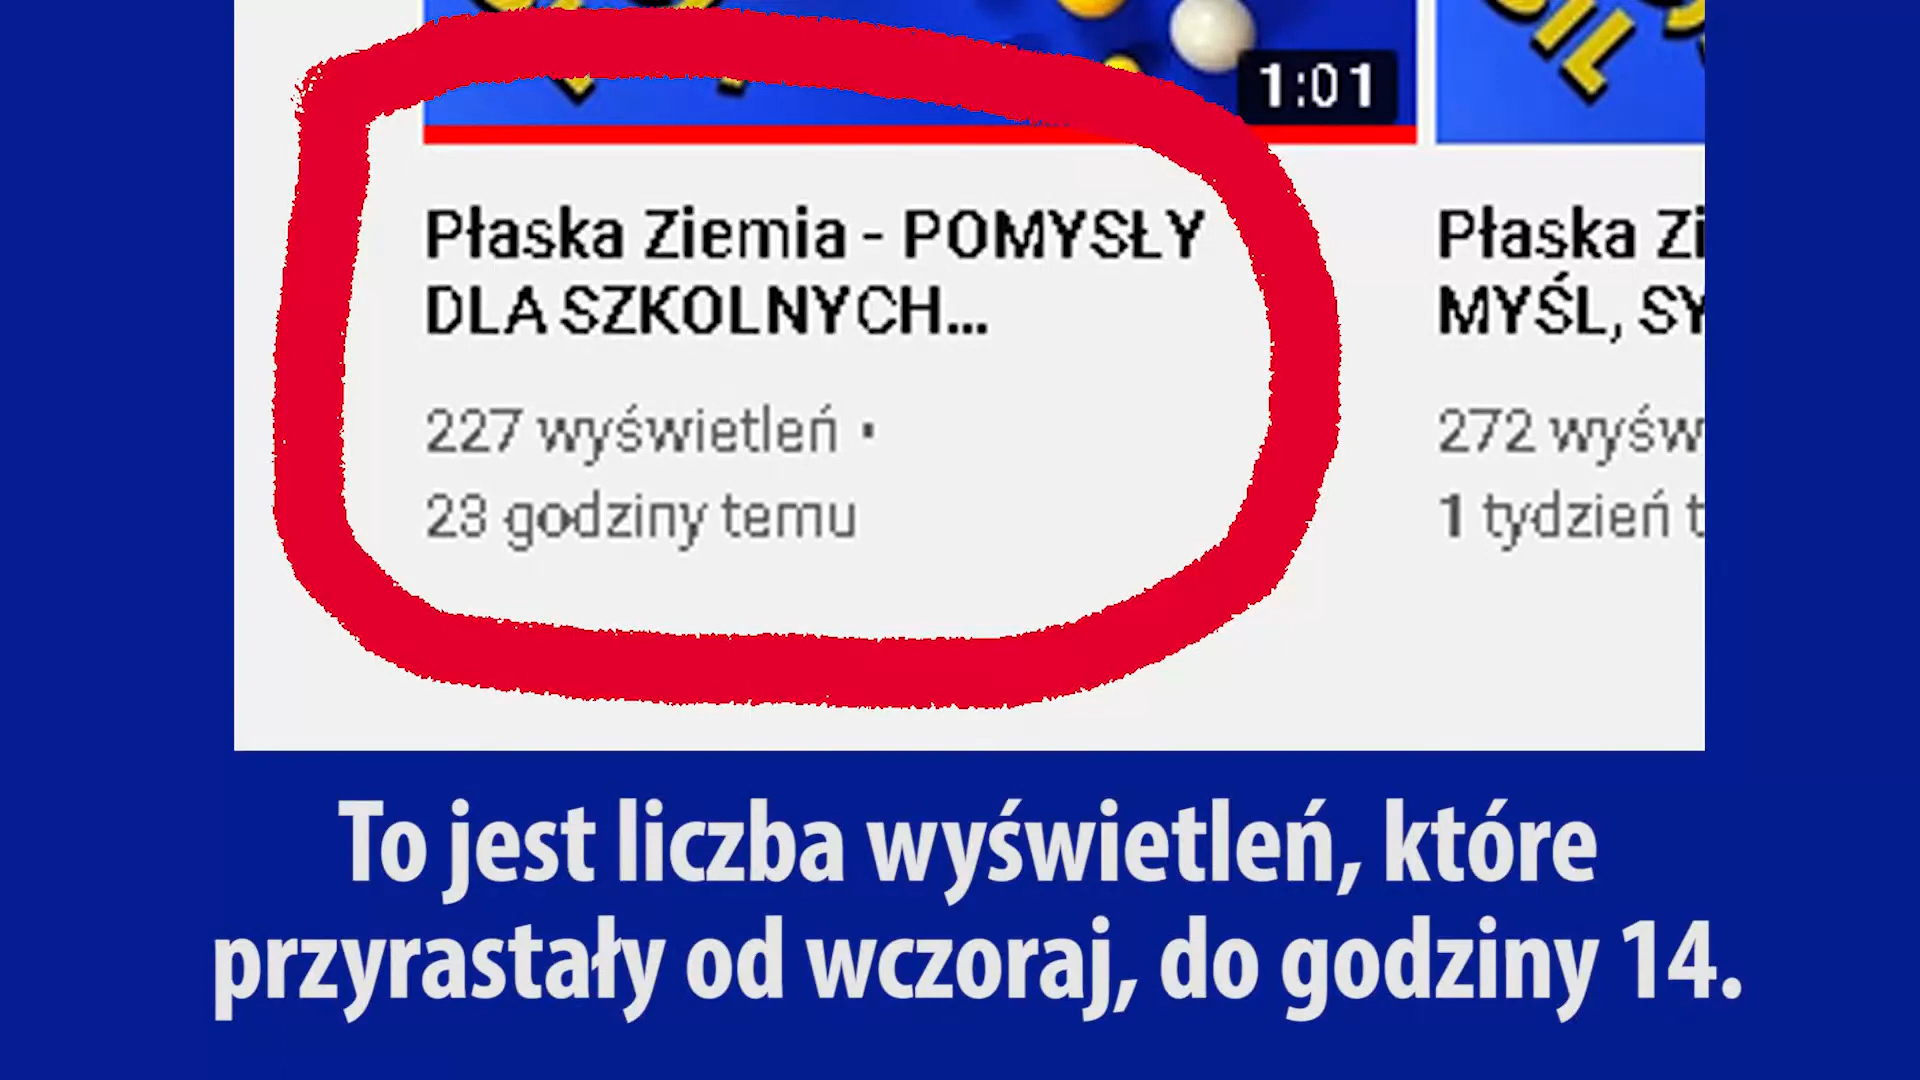 1:01
Płaska Ziemia - POMYSŁY
DLA SZKOLNYCH...
227 wyświetleń •
23 godziny temu
Płaska Zi
MYŚL, SY
272 wyśw
1 tydzień t
To jest liczba wyświetleń, które
przyrastały od wczoraj, do godziny 14.